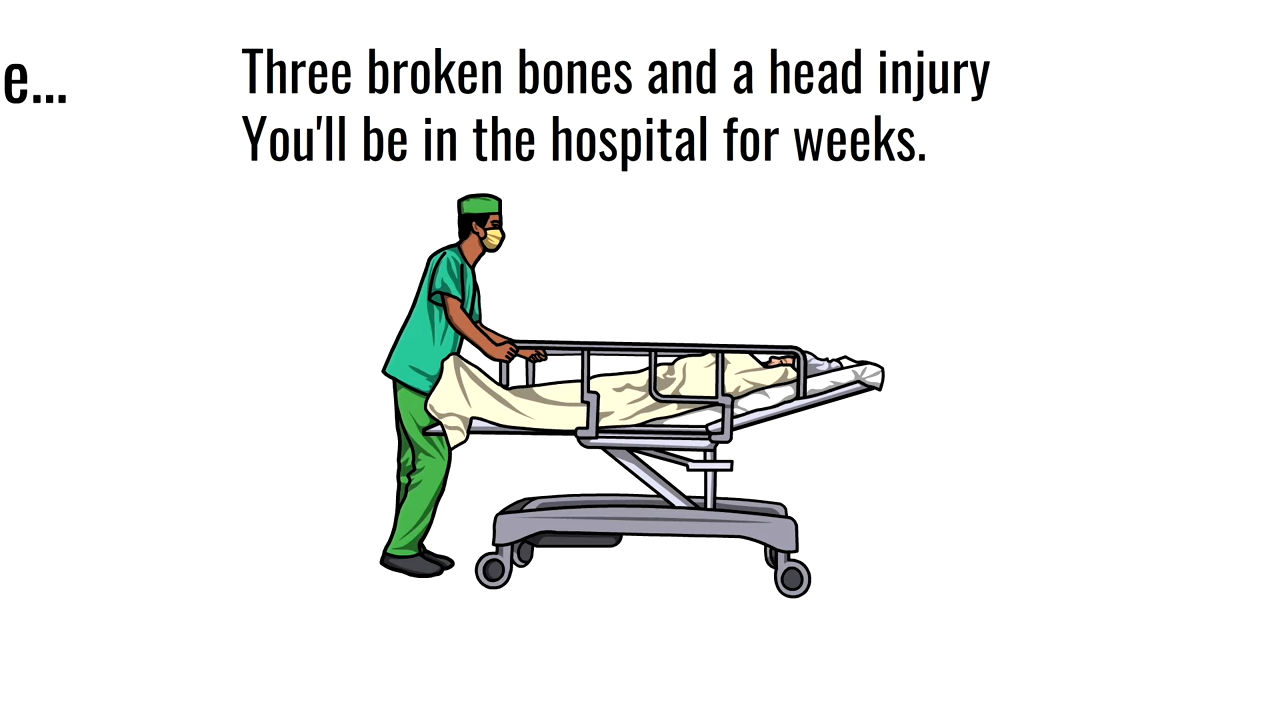 e...
Three broken bones and a head injury
You'll be in the hospital for weeks.